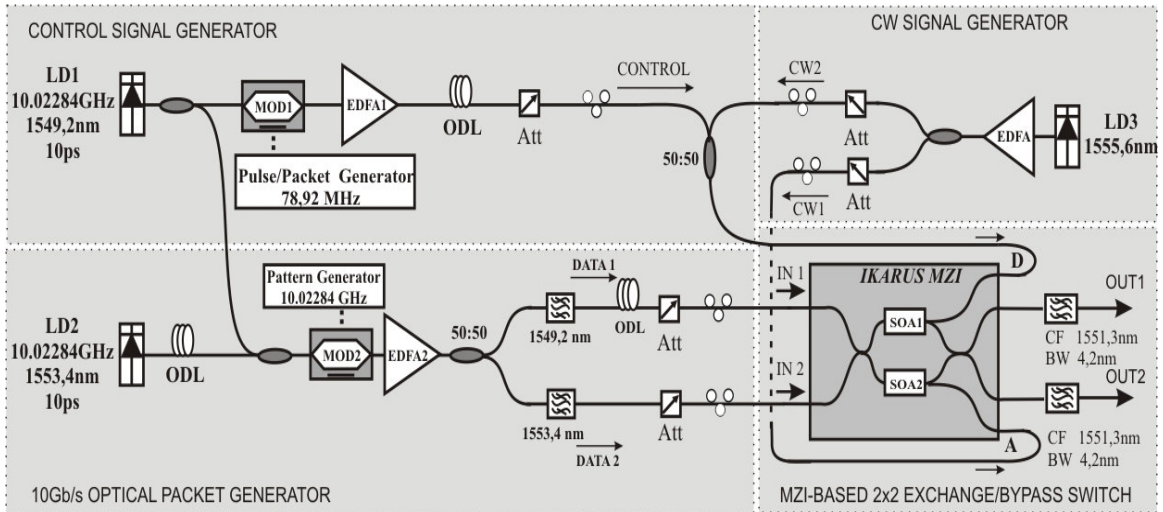 CONTROL SIGNAL GENERATOR
LD1
10.02284GHz
1549,2nm
10ps
MOD1
EDFA1
ODL
Att
CONTROL
Pulse/Packet Generator
78,92 MHz
50:50
CW SIGNAL GENERATOR
CW2
Att
EDFA
LD3
1555,6nm
CW1
Att
LD2
10.02284GHz
1553,4nm
10ps
ODL
Pattern Generator
10.02284 GHz
MOD2
EDFA2
50:50
DATA 1
1549,2 nm
ODL
Att
1553,4 nm
DATA 2
Att
10Gb/s OPTICAL PACKET GENERATOR
IN 1
IKARUS MZI
D
SOA1
IN 2
SOA2
A
OUT1
CF 1551,3nm
BW 4,2nm
OUT2
CF 1551,3nm
BW 4,2nm
MZI-BASED 2x2 EXCHANGE/BYPASS SWITCH